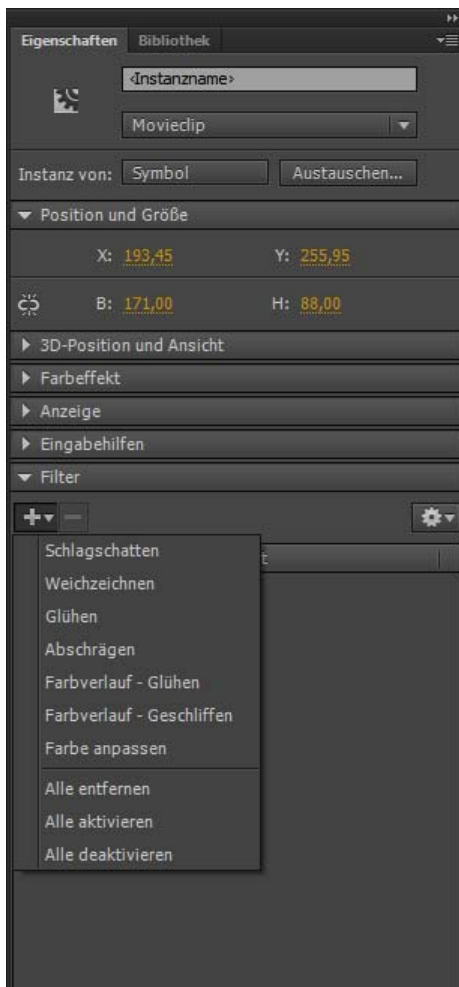 Eigenschaften Bibliothek
<Instanzname>
Movieclip
Instanz von: Symbol Austauschen...
Position und Größe
X: 193,45 Y: 255,95
B: 171,00 H: 88,00
3D-Position und Ansicht
Farbeffekt
Anzeige
Eingabehilfen
Filter
Schlagschatten
Weichzeichnen
Glühen
Abschrägen
Farbverlauf - Glühen
Farbverlauf - Geschliffen
Farbe anpassen
Alle entfernen
Alle aktivieren
Alle deaktivieren